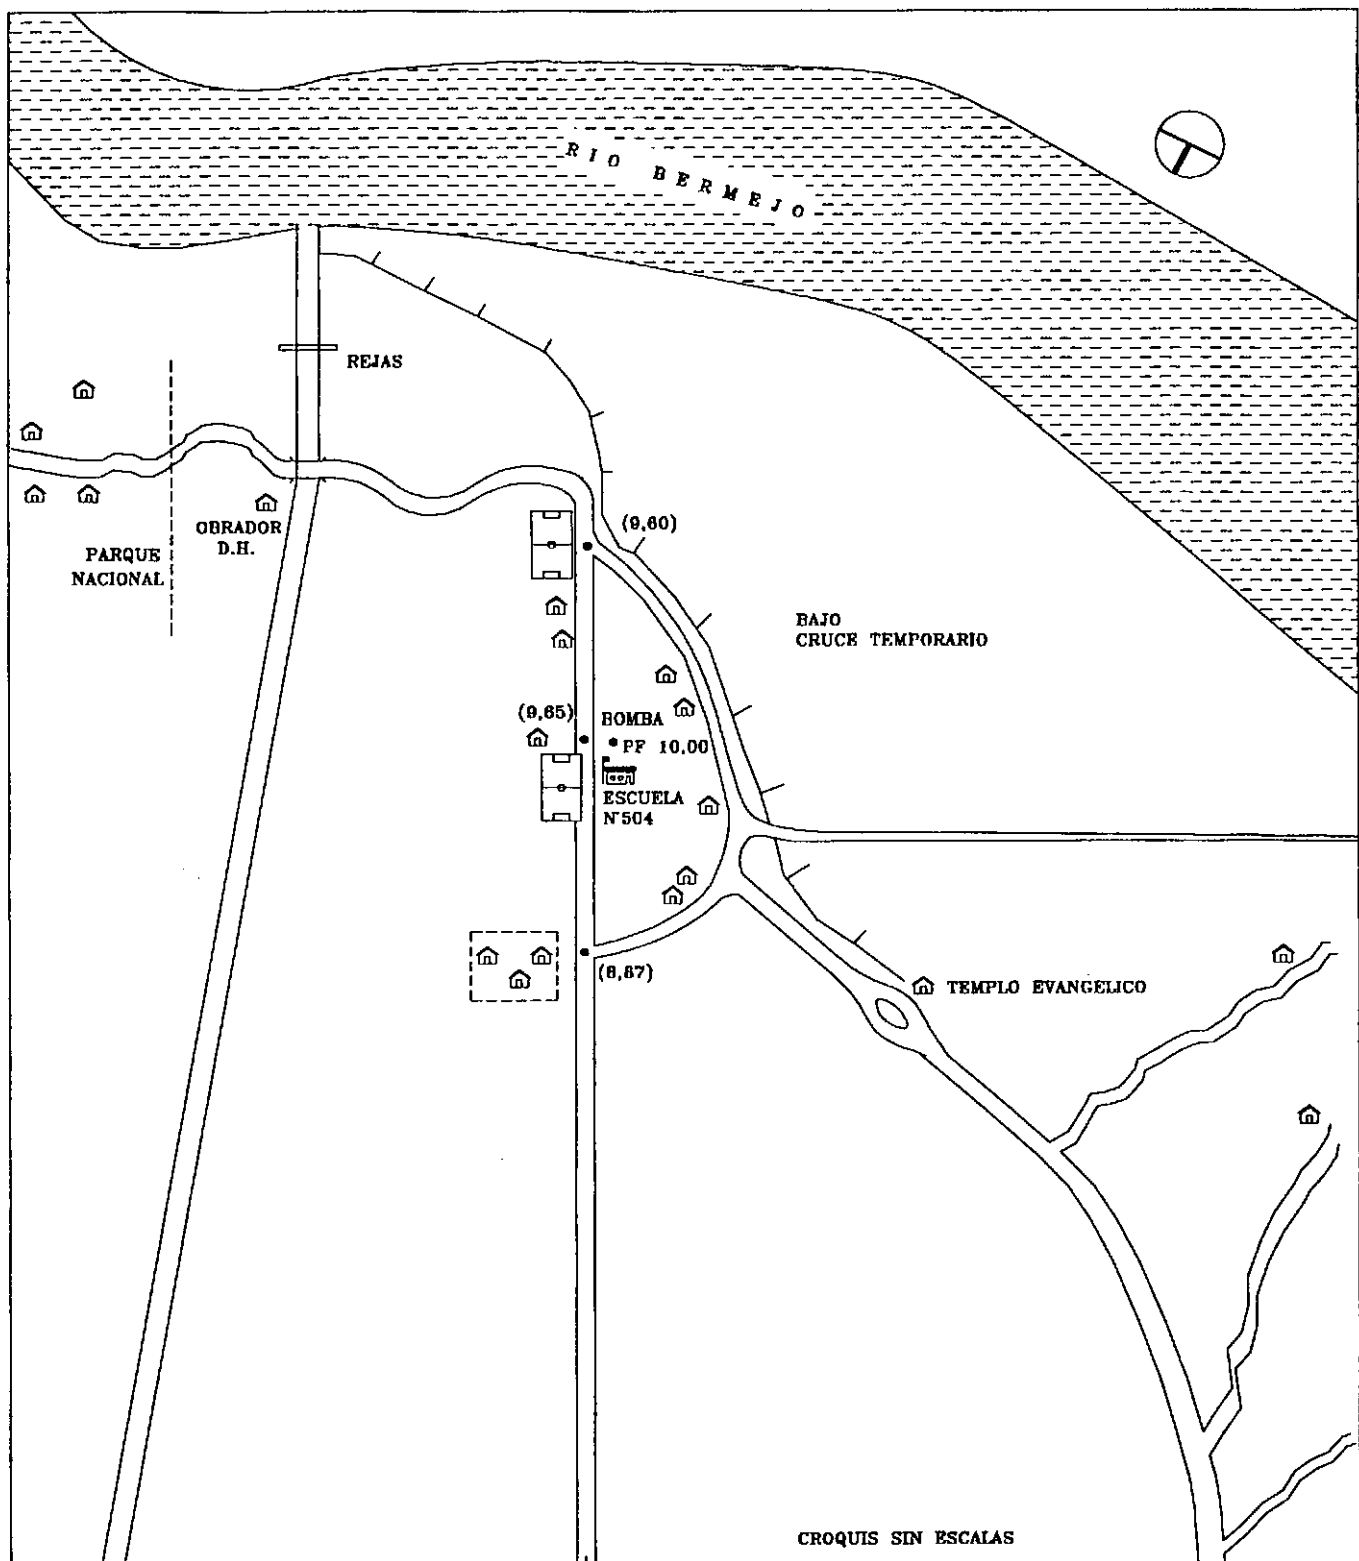 RIO BERMEJO
REJAS
OBRADOR
D.H.
PARQUE
NACIONAL
(9,60)
BAJO
CRUCE TEMPORARIO
(9,65)
BOMBA
PF 10,00
ESCUELA
N°504
(8,87)
TEMPLO EVANGELICO
CROQUIS SIN ESCALAS